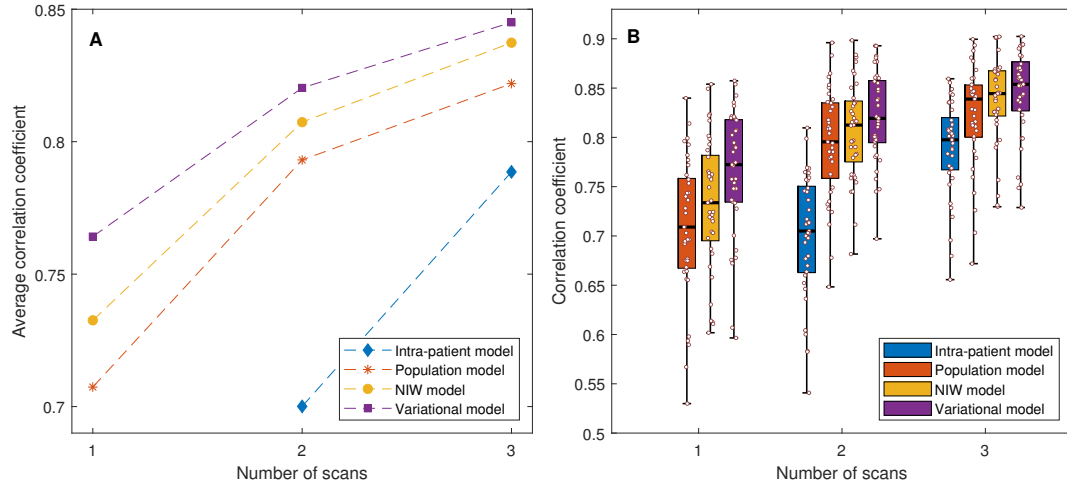 A
Average correlation coefficient
0.85
0.8
0.75
0.7
1
2
3
Number of scans
Intra-patient model
Population model
NIW model
Variational model
B
Correlation coefficient
0.9
0.85
0.8
0.75
0.7
0.65
0.6
0.55
0.5
1
2
3
Number of scans
Intra-patient model
Population model
NIW model
Variational model